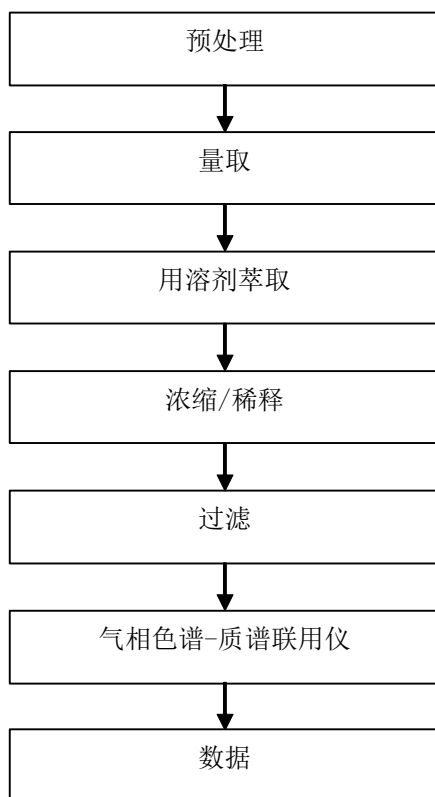 预处理
量取
用溶剂萃取
浓缩/稀释
过滤
气相色谱-质谱联用仪
数据